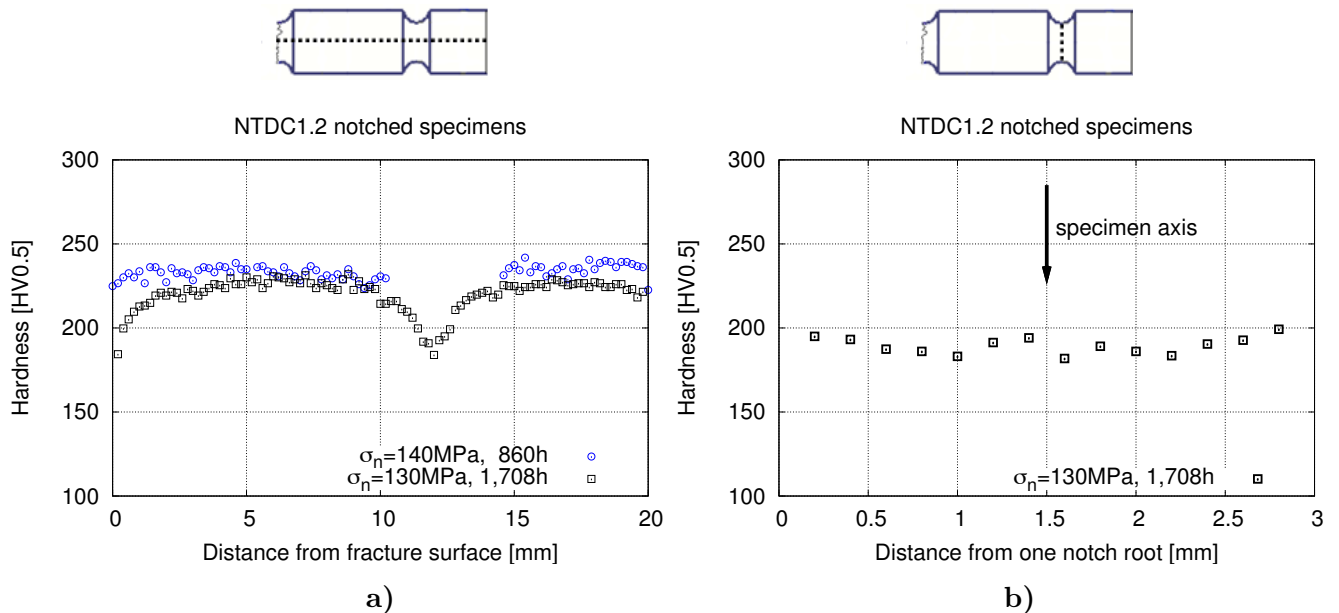 NTDC1.2 notched specimens
300
250
200
150
100
Hardness [HV0.5]
σn=140MPa, 860h
σn=130MPa, 1,708h
0 5 10 15 20
Distance from fracture surface [mm]
a)
NTDC1.2 notched specimens
300
250
200
150
100
Hardness [HV0.5]
specimen axis
σn=130MPa, 1,708h
0 0.5 1 1.5 2 2.5 3
Distance from one notch root [mm]
b)